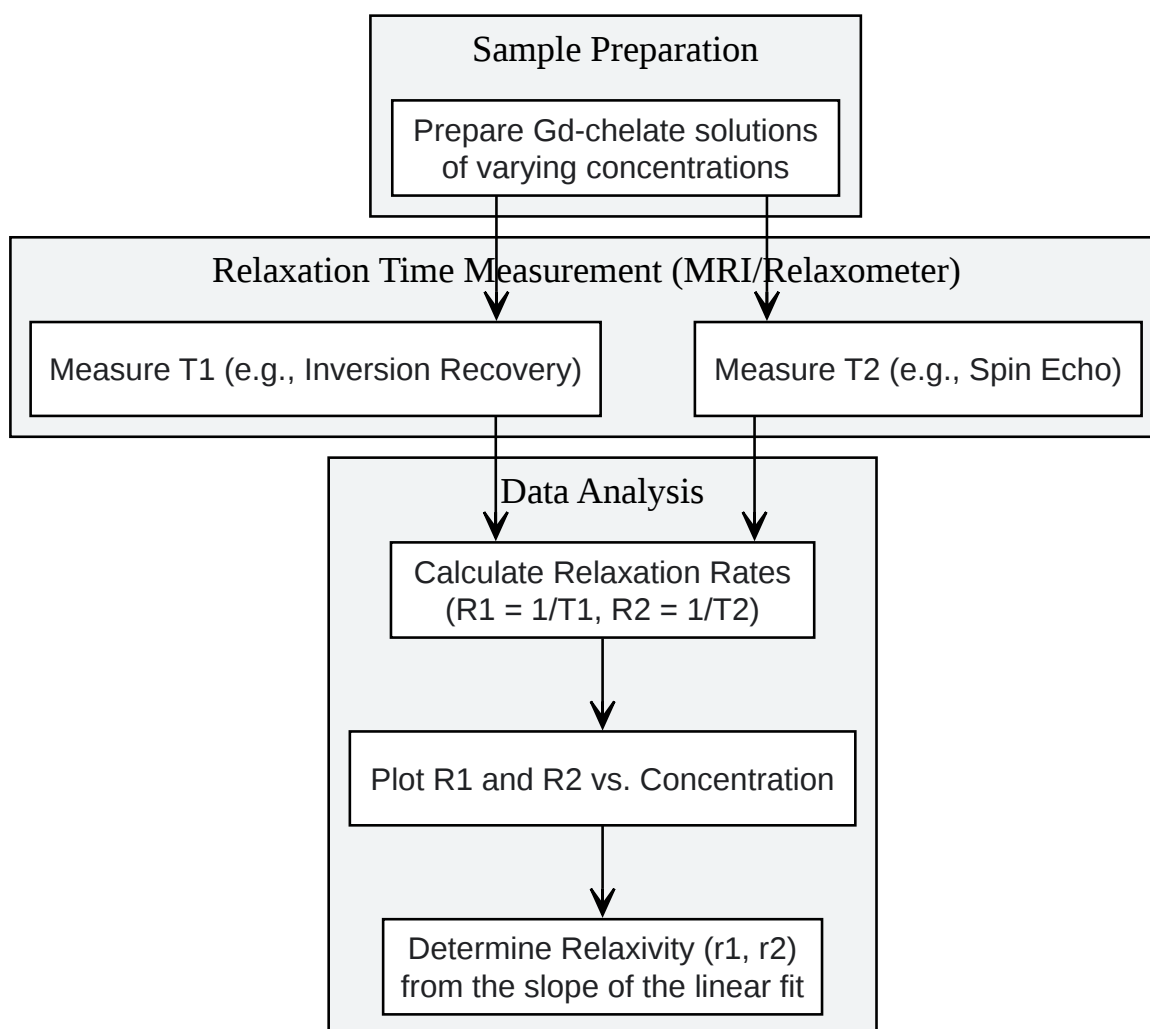 Sample Preparation
Prepare Gd-chelate solutions
of varying concentrations
Relaxation Time Measurement (MRI/Relaxometer)
Measure T1 (e.g., Inversion Recovery)
Measure T2 (e.g., Spin Echo)
Data Analysis
Calculate Relaxation Rates
(R1 = 1/T1, R2 = 1/T2)
Plot R1 and R2 vs. Concentration
Determine Relaxivity (r1, r2)
from the slope of the linear fit